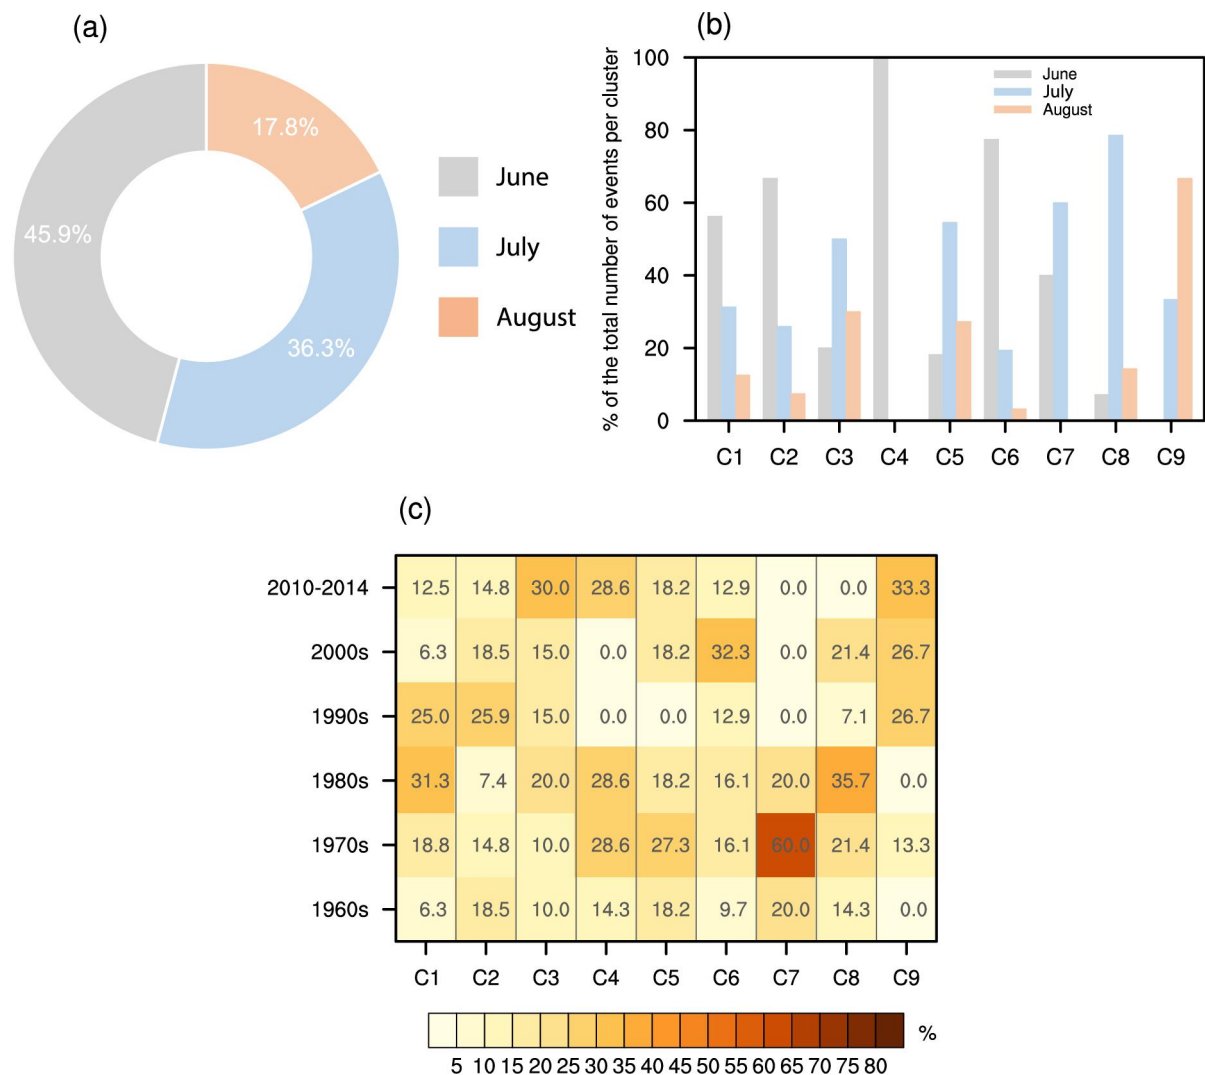 (a)
17.8%
45.9%
36.3%
June
July
August
(b)
% of the total number of events per cluster
100
80
60
40
20
0
June
July
August
C1 C2 C3 C4 C5 C6 C7 C8 C9
(c)
2010-2014 12.5 14.8 30.0 28.6 18.2 12.9 0.0 0.0 33.3
2000s 6.3 18.5 15.0 0.0 18.2 32.3 0.0 21.4 26.7
1990s 25.0 25.9 15.0 0.0 0.0 12.9 0.0 7.1 26.7
1980s 31.3 7.4 20.0 28.6 18.2 16.1 20.0 35.7 0.0
1970s 18.8 14.8 10.0 28.6 27.3 16.1 60.0 21.4 13.3
1960s 6.3 18.5 10.0 14.3 18.2 9.7 20.0 14.3 0.0
C1 C2 C3 C4 C5 C6 C7 C8 C9
%
5 10 15 20 25 30 35 40 45 50 55 60 65 70 75 80